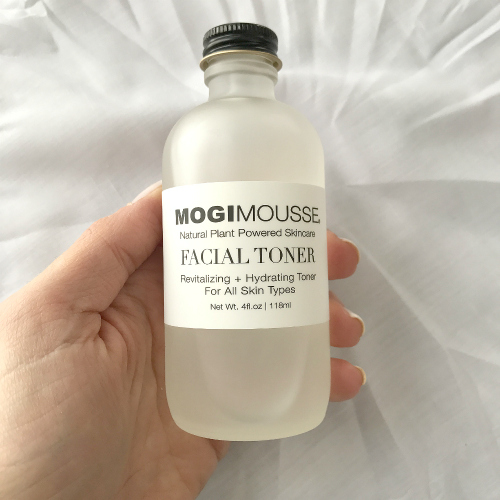 MOGIMOUSSE
Natural Plant Powered Skincare
FACIAL TONER
Revitalizing + Hydrating Toner
For All Skin Types
Net Wt. 4fl.oz | 118ml